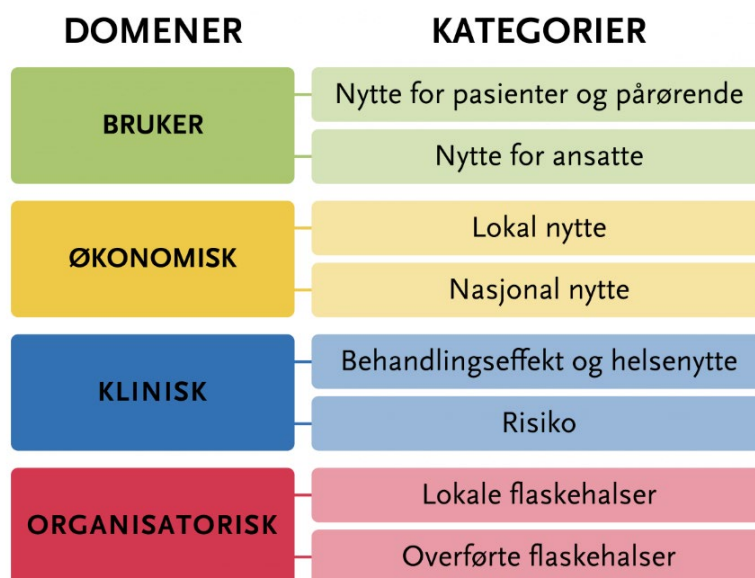 DOMENER
KATEGORIER
BRUKER
Nytte for pasienter og pårørende
Nytte for ansatte
ØKONOMISK
Lokal nytte
Nasjonal nytte
KLINISK
Behandlingseffekt og helsenytte
Risiko
ORGANISATORISK
Lokale flaskehalser
Overførte flaskehalser